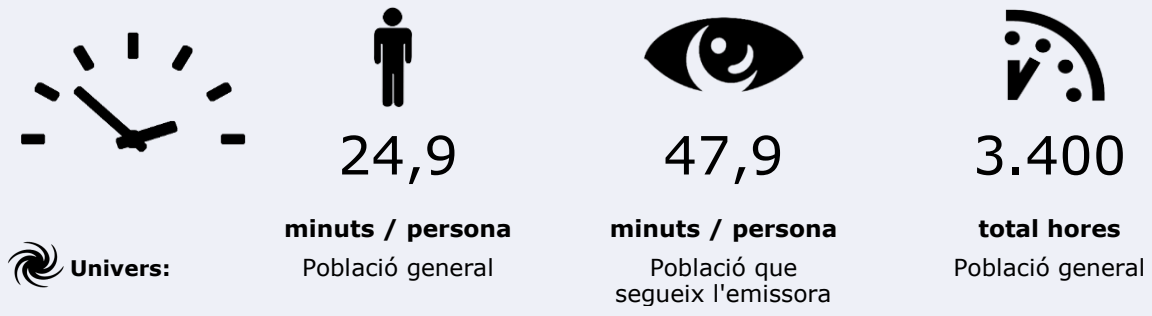 24,9
47,9
3.400
minuts / persona
minuts / persona
total hores
Univers:
Població general
Població que
segueix l'emissora
Població general